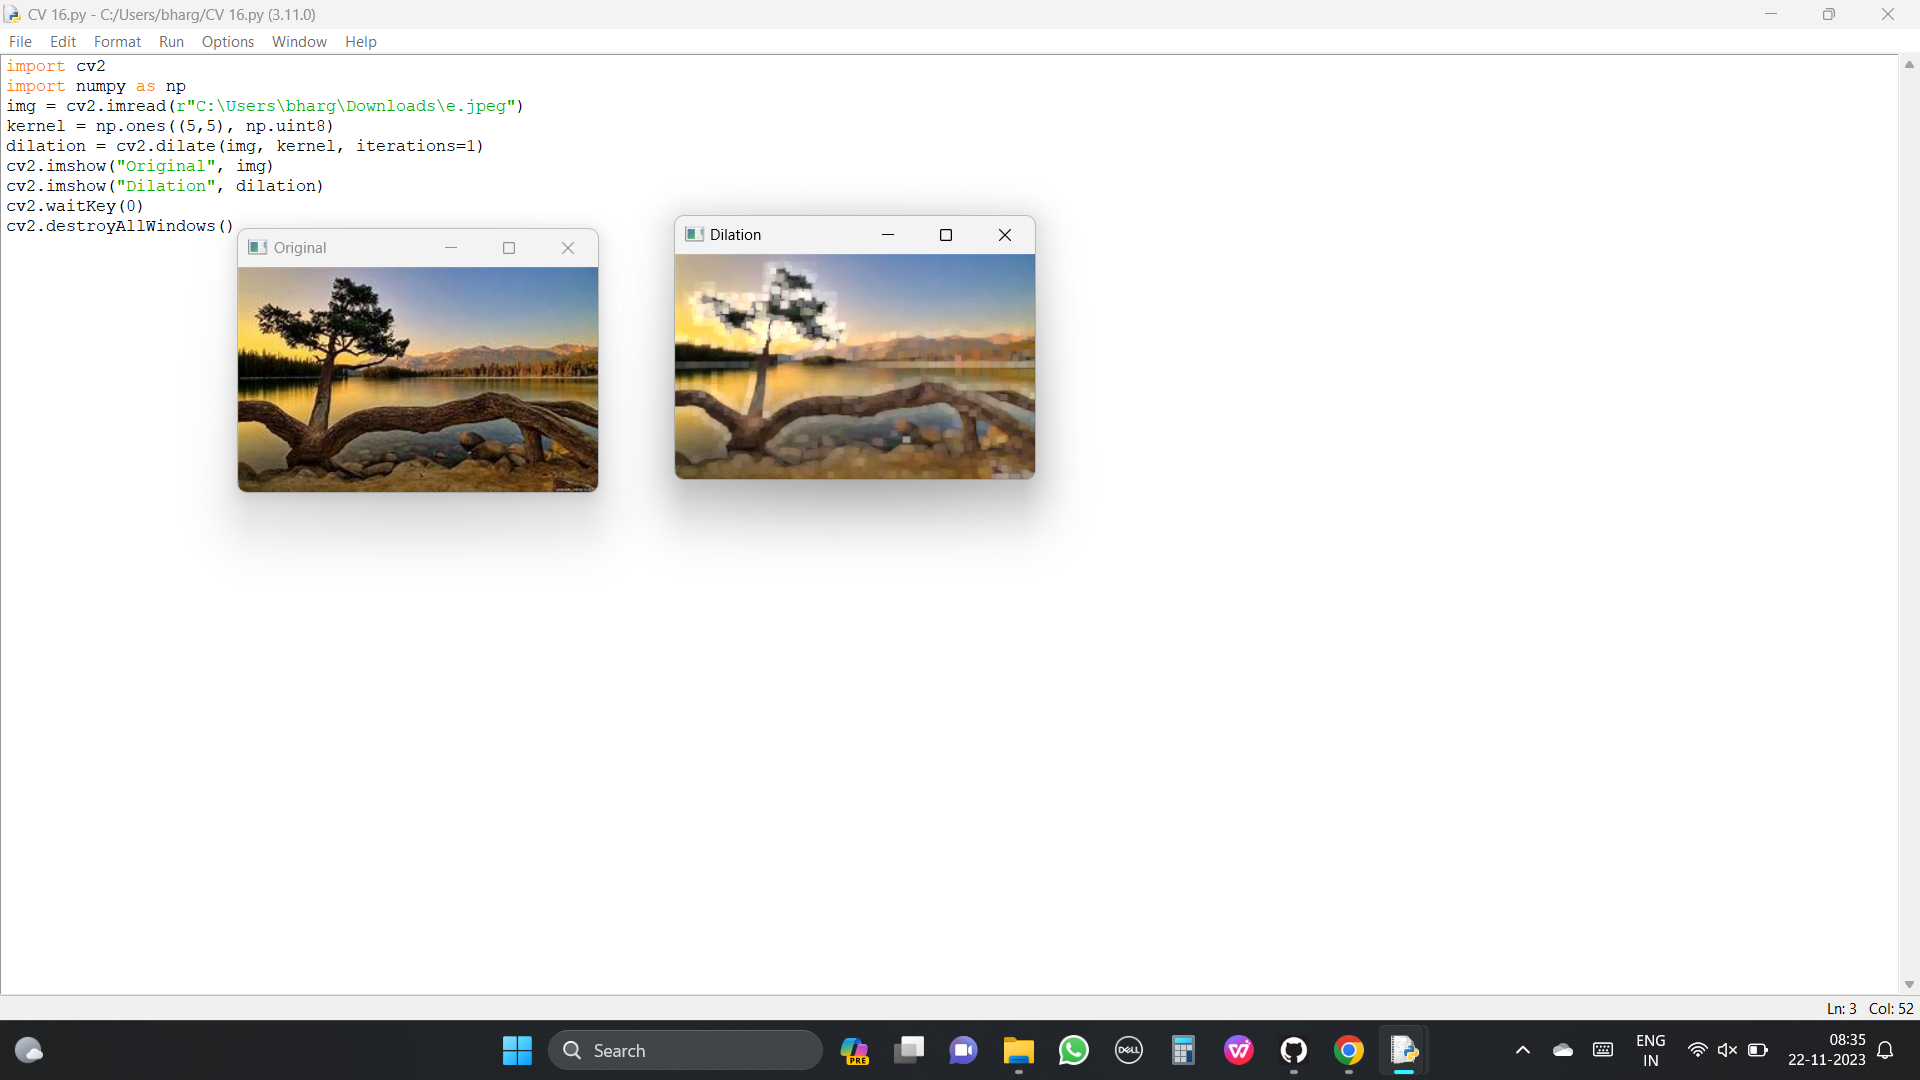 CV 16.py - C:/Users/bharg/CV 16.py (3.11.0)
File Edit Format Run Options Window Help
import cv2
import numpy as np
img = cv2.imread(r"C:\Users\bharg\Downloads\e.jpeg")
kernel = np.ones((5,5), np.uint8)
dilation = cv2.dilate(img, kernel, iterations=1)
cv2.imshow("Original", img)
cv2.imshow("Dilation", dilation)
cv2.waitKey(0)
cv2.destroyAllWindows()
Original
Dilation
Ln: 3 Col: 52
Search
PRE
DELL
ENG
IN
08:35
22-11-2023